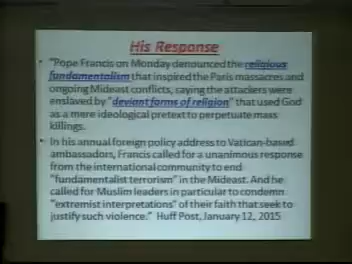 His Response
• "Pope Francis on Monday denounced the religious
fundamentalism that inspired the Paris massacres and
ongoing Mideast conflicts, saying the attackers were
enslaved by "deviant forms of religion" that used God
as a mere ideological pretext to perpetuate mass
killings.
• In his annual foreign policy address to Vatican-based
ambassadors, Francis called for a unanimous response
from the international community to end
"fundamentalist terrorism" in the Mideast. And he
called for Muslim leaders in particular to condemn
"extremist interpretations" of their faith that seek to
justify such violence." Huff Post, January 12, 2015